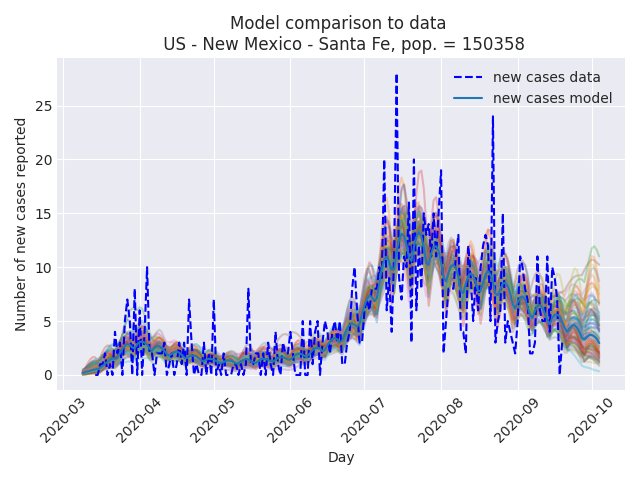 Model comparison to data
US - New Mexico - Santa Fe, pop. = 150358
new cases data
new cases model
Number of new cases reported
25
20
15
10
5
0
2020-03
2020-04
2020-05
2020-06
2020-07
2020-08
2020-09
2020-10
Day